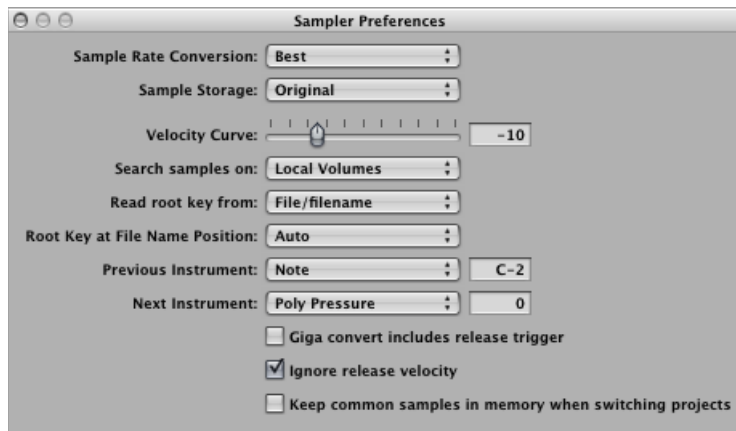 Sampler Preferences
Sample Rate Conversion: Best
Sample Storage: Original
Velocity Curve: -10
Search samples on: Local Volumes
Read root key from: File/filename
Root Key at File Name Position: Auto
Previous Instrument: Note C-2
Next Instrument: Poly Pressure 0
Giga convert includes release trigger
Ignore release velocity
Keep common samples in memory when switching projects